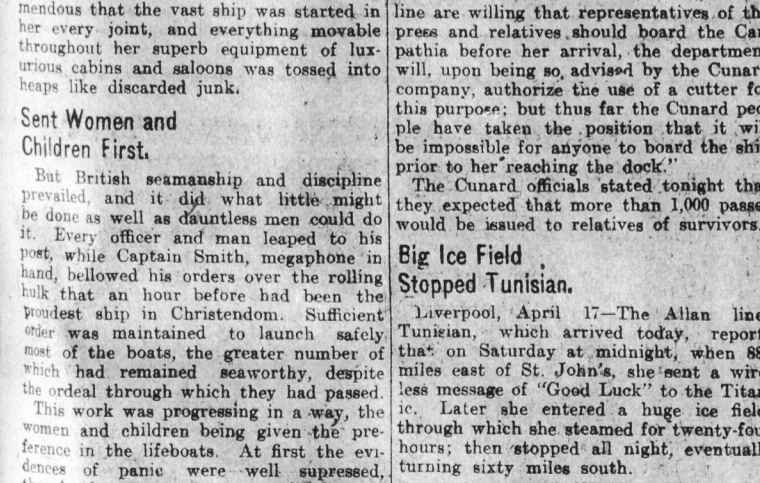 mendous that the vast ship was started in
her every joint, and everything movable
throughout her superb equipment of lux-
urious cabins and saloons was tossed into
heaps like discarded junk.
Sent Women and
Children First.
But British seamanship and discipline
prevailed, and it did what little might
be done as well as dauntless men could do
it. Every officer and man leaped to his
post, while Captain Smith, megaphone in
hand, bellowed his orders over the rolling
hulk that an hour before had been the
proudest ship in Christendom. Sufficient
order was maintained to launch safely
most of the boats, the greater number of
which had remained seaworthy, despite
the ordeal through which they had passed.
This work was progressing in a way, the
women and children being given the pre-
ference in the lifeboats. At first the evi-
dences of panic were well supressed,
line are willing that representatives of th
press and relatives should board the Car
pathia before her arrival, the departmen
will, upon being so advised by the Cunar
company, authorize the use of a cutter fo
this purpose; but thus far the Cunard peo
ple have taken the position that it wi
be impossible for anyone to board the shi
prior to her reaching the dock."
The Cunard officials stated tonight tha
they expected that more than 1,000 passe
would be issued to relatives of survivors.
Big Ice Field
Stopped Tunisian.
Liverpool, April 17—The Allan line
Tunisian, which arrived today, report
that on Saturday at midnight, when 88
miles east of St. John's, she sent a wire
less message of "Good Luck" to the Titan
ic. Later she entered a huge ice field
through which she steamed for twenty-fou
hours; then stopped all night, eventuall
turning sixty miles south.